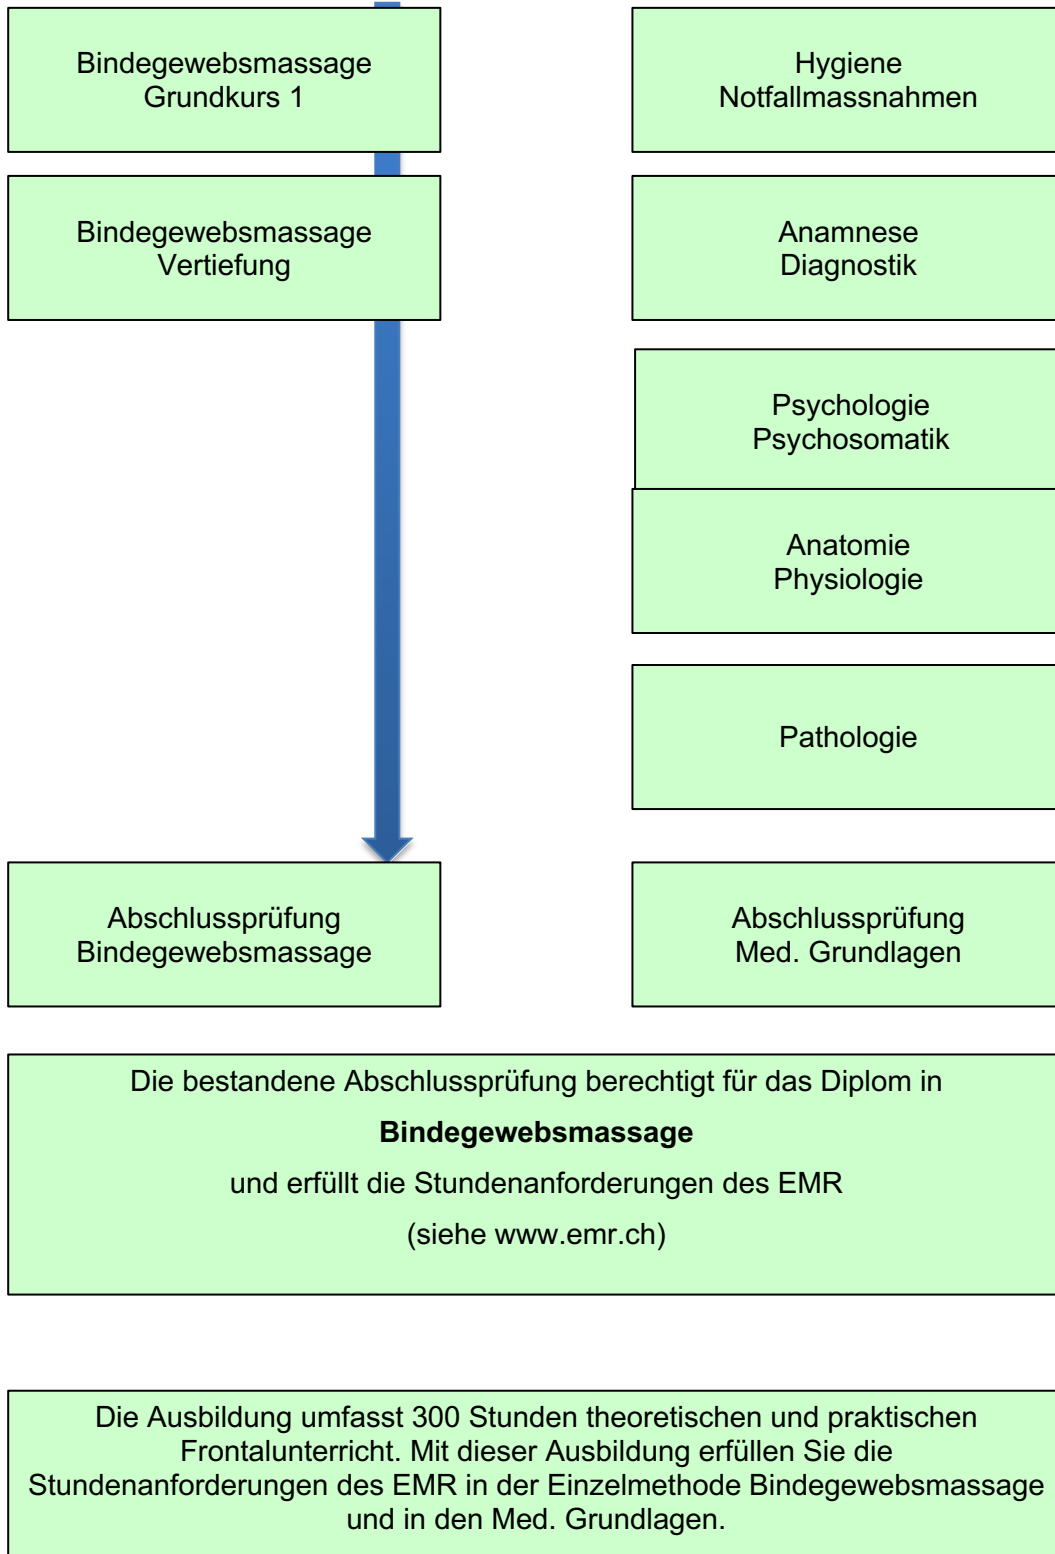 Bindegewebsmassage
Grundkurs 1
Hygiene
Notfallmassnahmen
Bindegewebsmassage
Vertiefung
Anamnese
Diagnostik
Psychologie
Psychosomatik
Anatomie
Physiologie
Pathologie
Abschlussprüfung
Bindegewebsmassage
Abschlussprüfung
Med. Grundlagen
Die bestandene Abschlussprüfung berechtigt für das Diplom in
Bindegewebsmassage
und erfüllt die Stundenanforderungen des EMR
(siehe www.emr.ch)
Die Ausbildung umfasst 300 Stunden theoretischen und praktischen
Frontalunterricht. Mit dieser Ausbildung erfüllen Sie die
Stundenanforderungen des EMR in der Einzelmethode Bindegewebsmassage
und in den Med. Grundlagen.